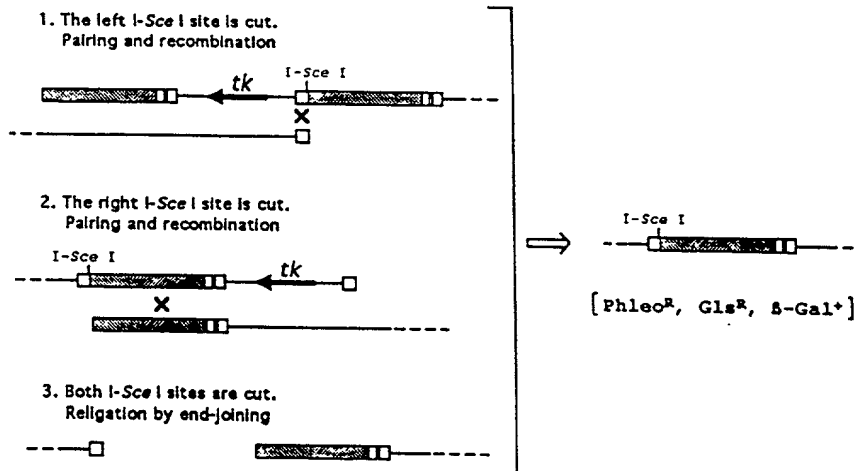 1. The left I-Sce I site is cut.
Pairing and recombination
I-Sce I
tk
2. The right I-Sce I site is cut.
Pairing and recombination
I-Sce I
tk
I-Sce I
[PhleoR, GlsR, ß-Gal+]
3. Both I-Sce I sites are cut.
Religation by end-joining